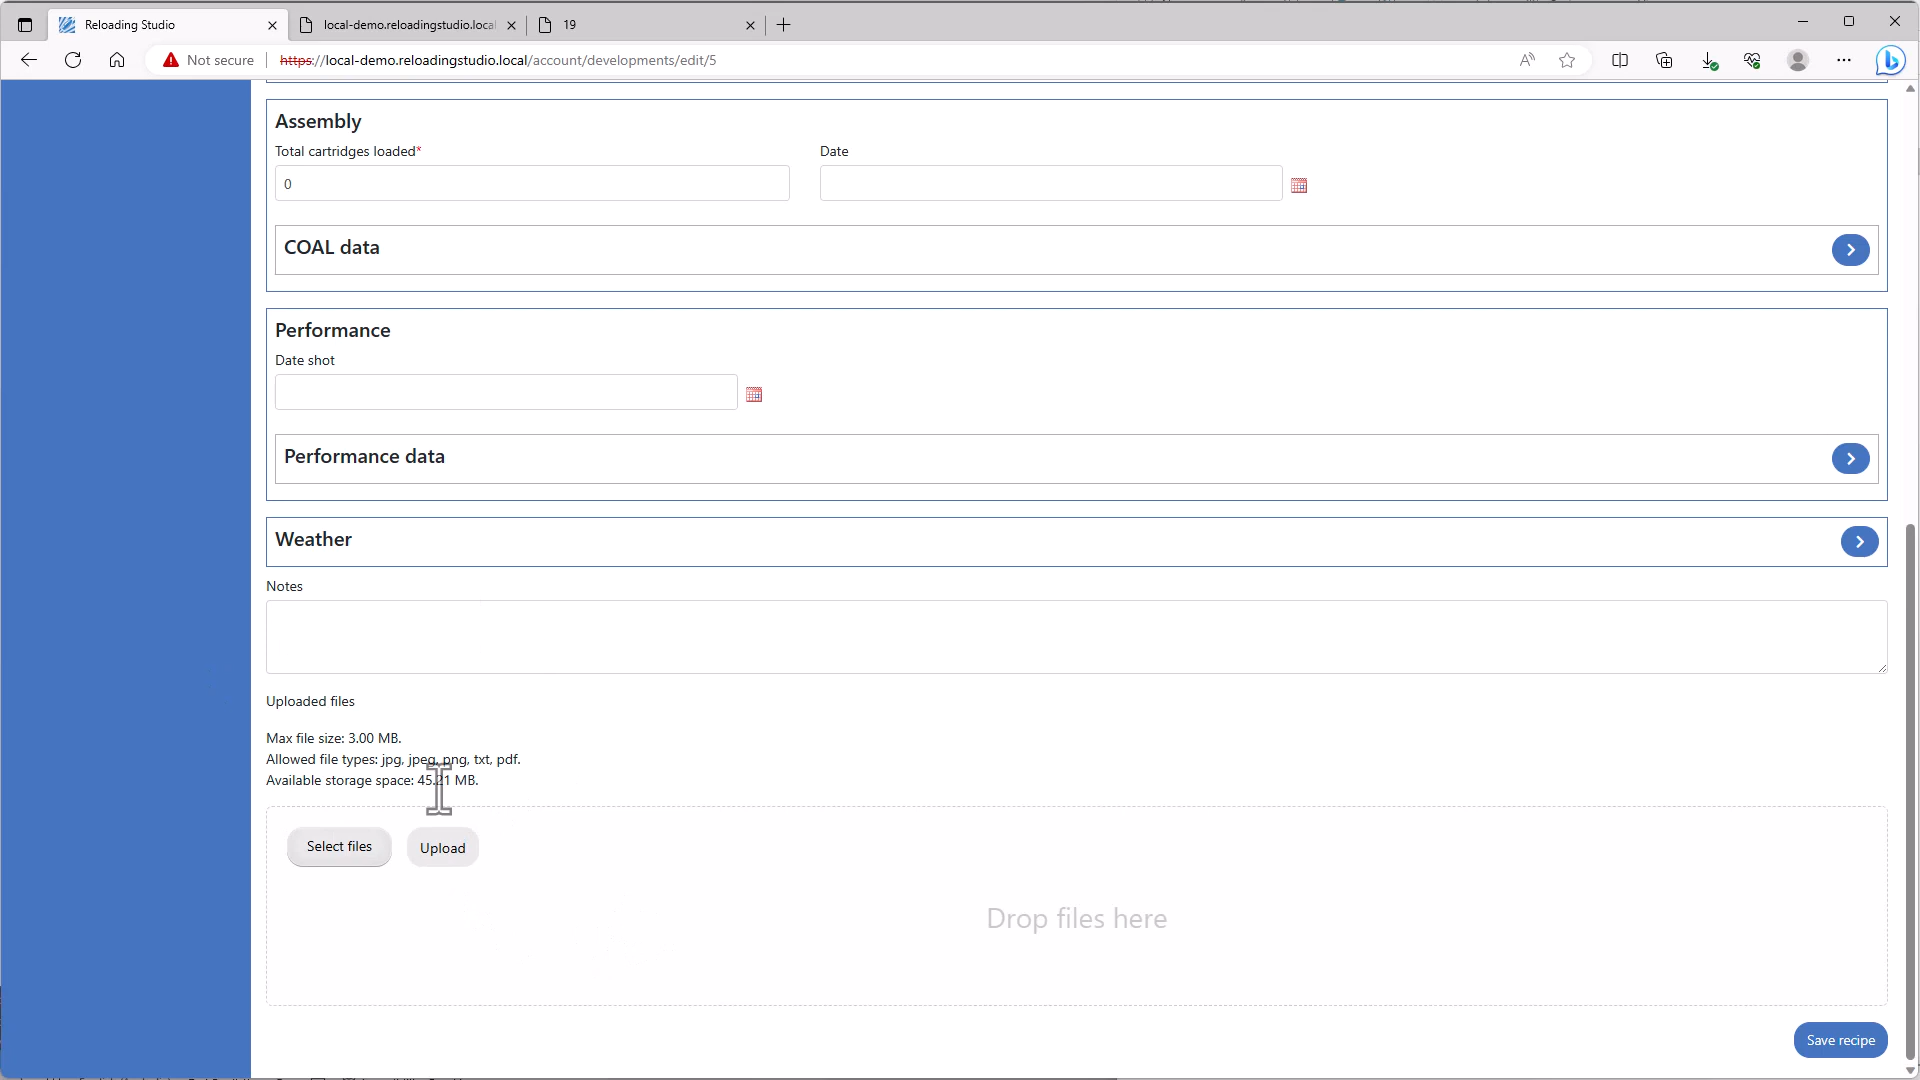 Reloading Studio
local-demo.reloadingstudio.local
19
Not secure
https://local-demo.reloadingstudio.local/account/developments/edit/5
Assembly
Total cartridges loaded*
Date
0
COAL data
Performance
Date shot
Performance data
Weather
Notes
Uploaded files
Max file size: 3.00 MB.
Allowed file types: jpg, jpeg, png, txt, pdf.
Available storage space: 45.21 MB.
Select files
Upload
Drop files here
Save recipe